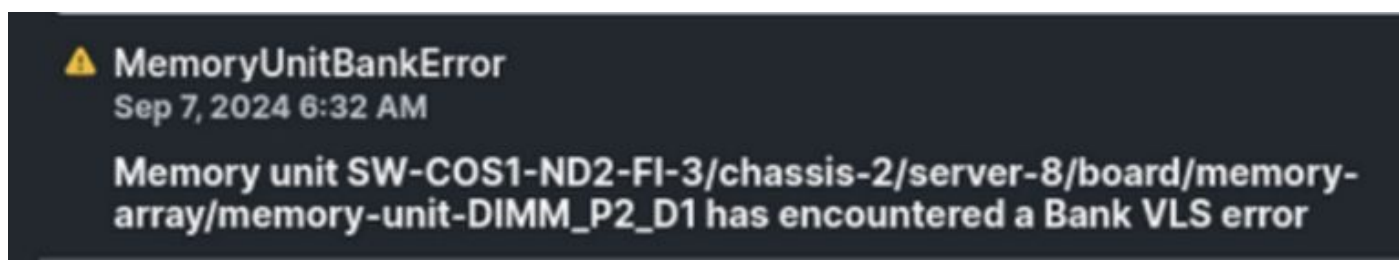 MemoryUnitBankError
Sep 7, 2024 6:32 AM
Memory unit SW-COS1-ND2-FI-3/chassis-2/server-8/board/memory-
array/memory-unit-DIMM_P2_D1 has encountered a Bank VLS error